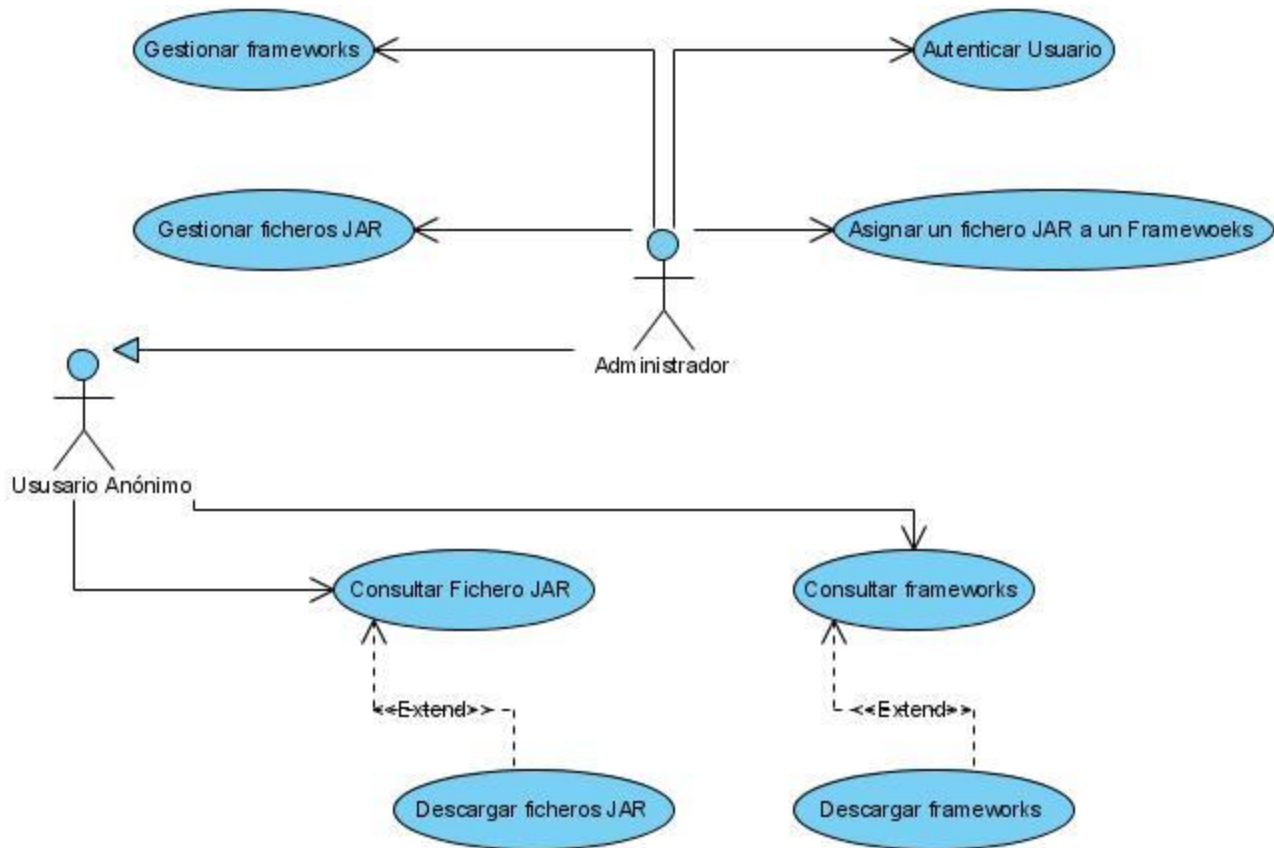 Gestionar frameworks
Autenticar Usuario
Gestionar ficheros JAR
Asignar un fichero JAR a un Framewoeks
Administrador
Ususario Anónimo
Consultar Fichero JAR
Consultar frameworks
<<Extend>>
<<Extend>>
Descargar ficheros JAR
Descargar frameworks